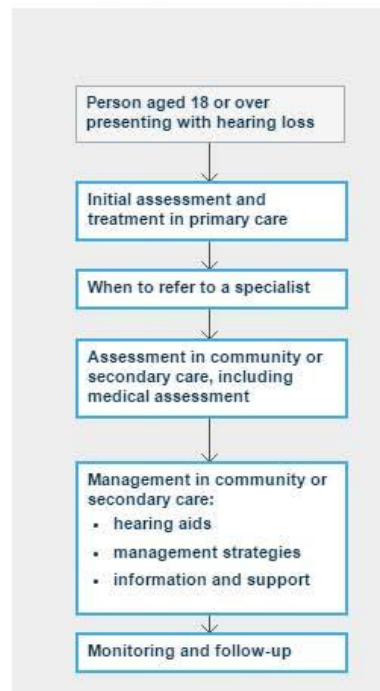 Person aged 18 or over
presenting with hearing loss
Initial assessment and
treatment in primary care
When to refer to a specialist
Assessment in community or
secondary care, including
medical assessment
Management in community or
secondary care:
• hearing aids
• management strategies
• information and support
Monitoring and follow-up